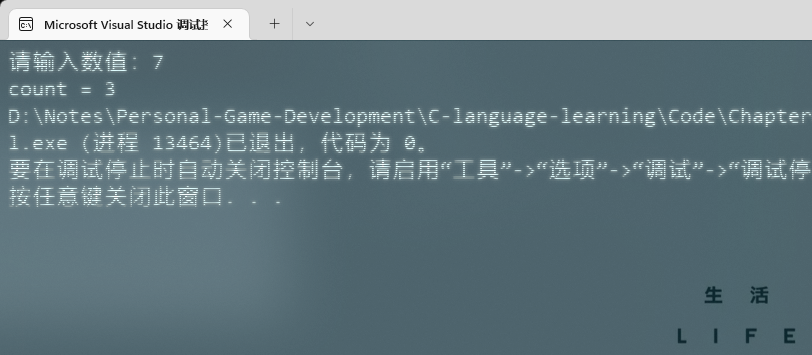 Microsoft Visual Studio 调试
请输入数值：7
count = 3
D:\Notes\Personal-Game-Development\C-language-learning\Code\Chapter
l.exe (进程 13464)已退出，代码为 0。
要在调试停止时自动关闭控制台，请启用“工具”->“选项”->“调试”->“调试停
按任意键关闭此窗口. . .
生 活
L I F E